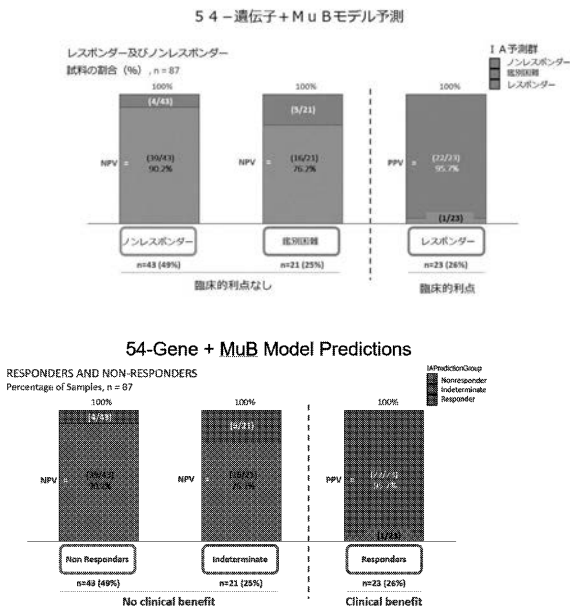 54－遺伝子＋MuBモデル予測
レスポンダー及びノンレスポンダー
試料の割合（%）, n = 87
IA予測群
ノンレスポンダー
鑑別困難
レスポンダー
100%
100%
100%
(4/43)
(5/21)
NPV =
(39/43)
90.2%
NPV =
(16/21)
76.2%
PPV =
(22/23)
95.7%
(1/23)
ノンレスポンダー
鑑別困難
レスポンダー
n=43 (49%)
n=21 (25%)
n=23 (26%)
臨床的利点なし
臨床的利点
54-Gene + MuB Model Predictions
RESPONDERS AND NON-RESPONDERS
Percentage of Samples, n = 87
IAPredictionGroup
Nonresponder
Indeterminate
Responder
100%
100%
100%
(4/43)
NPV =
(39/43)
NPV =
PPV =
(1/23)
Non Responders
Indeterminate
Responders
n=43 (49%)
n=21 (25%)
n=23 (26%)
No clinical benefit
Clinical benefit